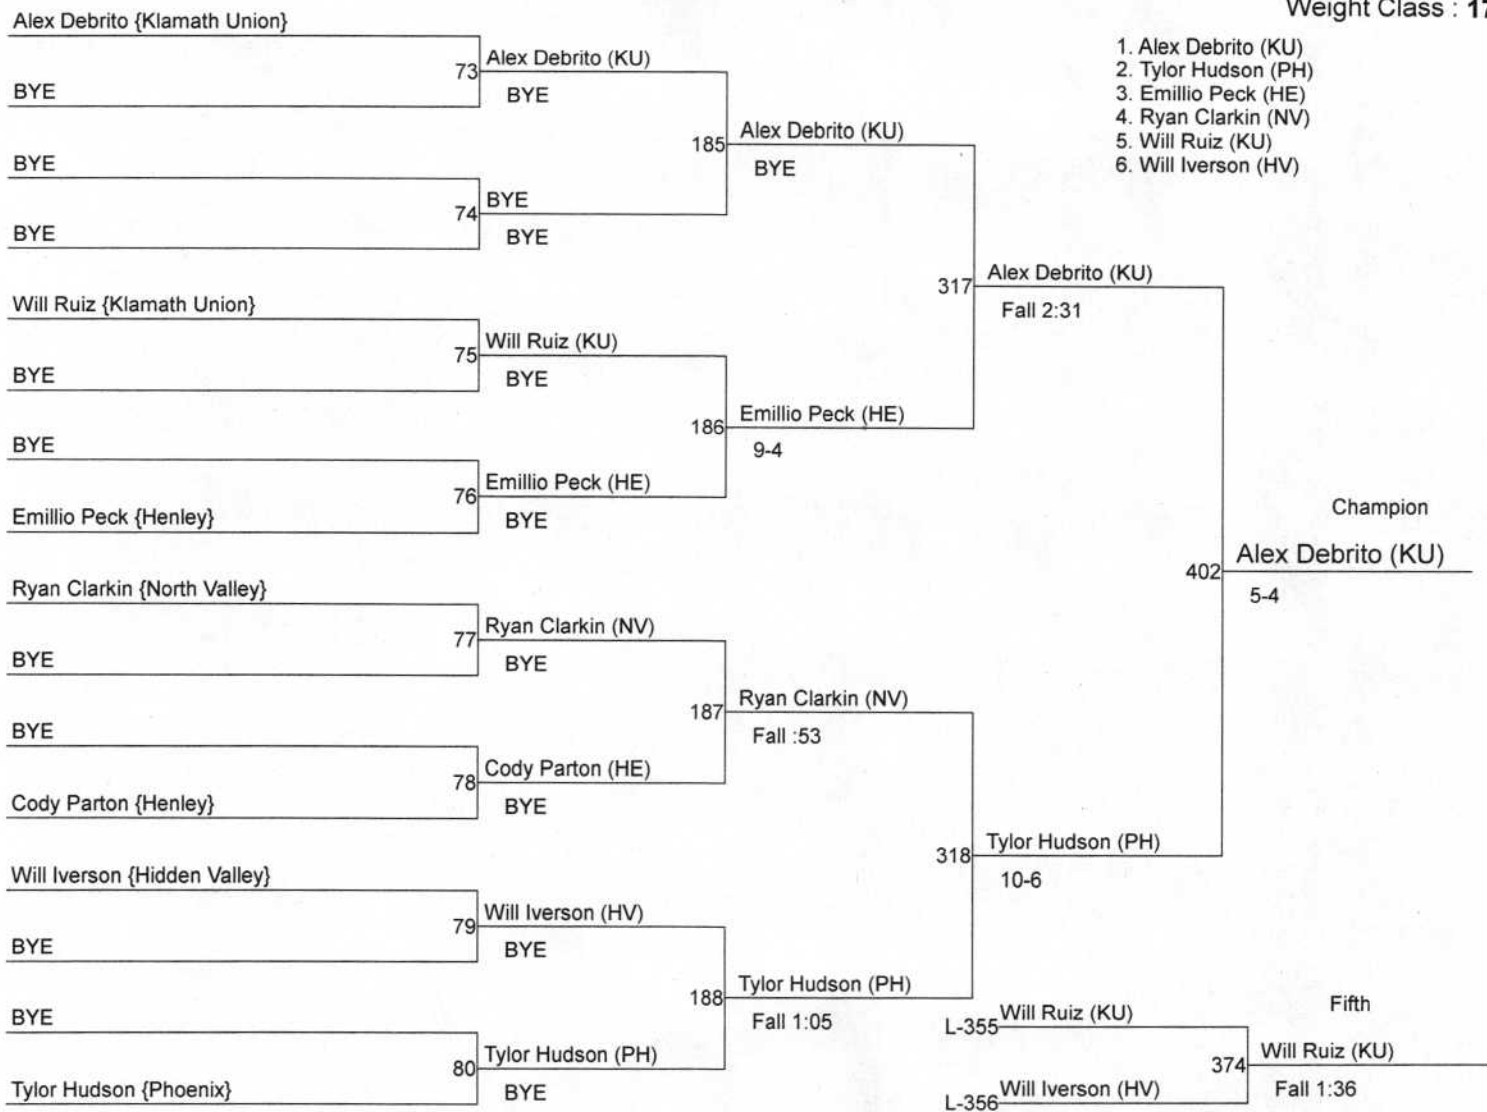 Weight Class : 17
1. Alex Debrito (KU)
2. Tylor Hudson (PH)
3. Emillio Peck (HE)
4. Ryan Clarkin (NV)
5. Will Ruiz (KU)
6. Will Iverson (HV)
Alex Debrito {Klamath Union}
BYE
BYE
BYE
Will Ruiz {Klamath Union}
BYE
BYE
Emillio Peck {Henley}
Ryan Clarkin {North Valley}
BYE
BYE
Cody Parton {Henley}
Will Iverson {Hidden Valley}
BYE
BYE
Tylor Hudson {Phoenix}
73 Alex Debrito (KU)
BYE
74 BYE
BYE
75 Will Ruiz (KU)
BYE
76 Emillio Peck (HE)
BYE
77 Ryan Clarkin (NV)
BYE
78 Cody Parton (HE)
BYE
79 Will Iverson (HV)
BYE
80 Tylor Hudson (PH)
BYE
185 Alex Debrito (KU)
BYE
186 Emillio Peck (HE)
9-4
187 Ryan Clarkin (NV)
Fall :53
188 Tylor Hudson (PH)
Fall 1:05
317 Alex Debrito (KU)
Fall 2:31
318 Tylor Hudson (PH)
10-6
Champion
402 Alex Debrito (KU)
5-4
L-355 Will Ruiz (KU)
L-356 Will Iverson (HV)
Fifth
374 Will Ruiz (KU)
Fall 1:36